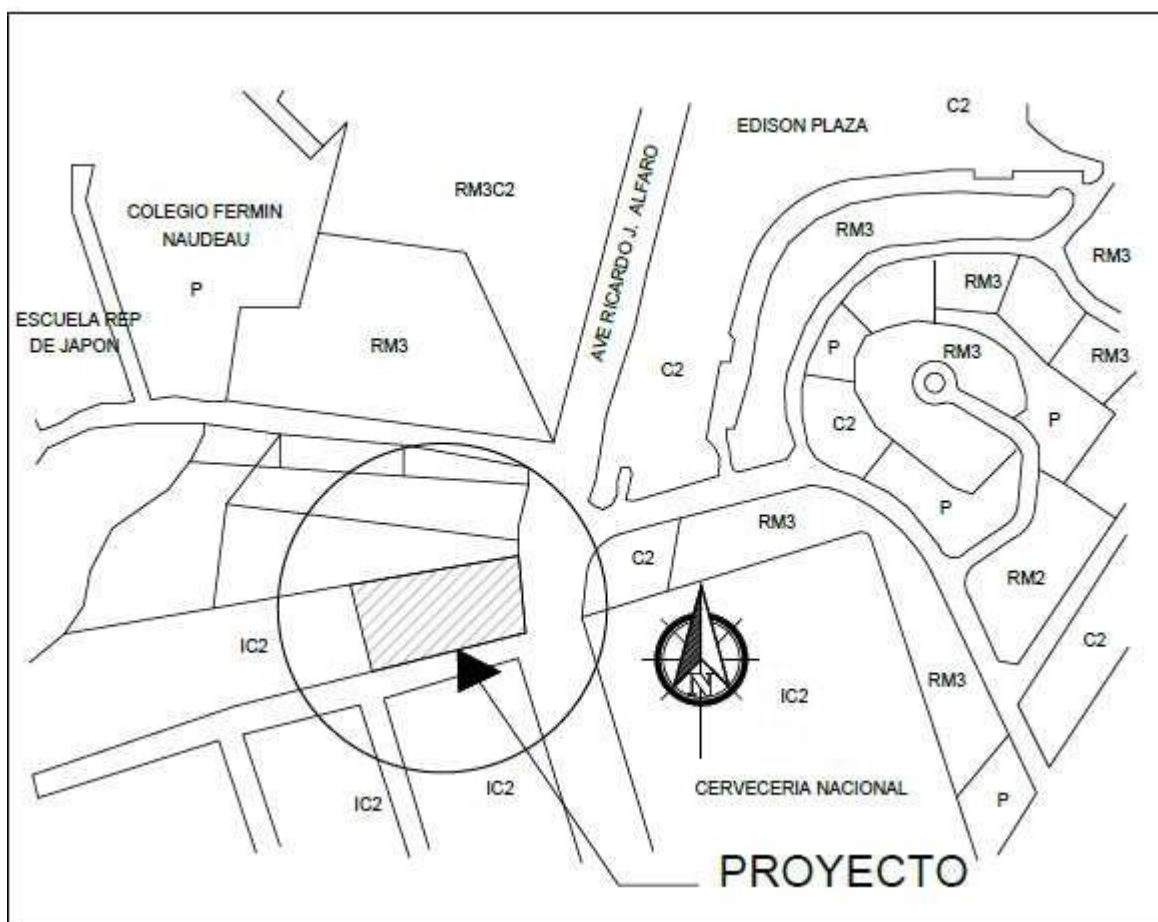 C2
EDISON PLAZA
RM3C2
AVE RICARDO J. ALFARO
COLEGIO FERMIN
NAUDEAU
RM3
RM3
RM3
P
ESCUELA REP
DE JAPON
RM3
P
RM3
RM3
C2
C2
P
P
RM3
C2
RM2
IC2
C2
RM3
N
IC2
IC2
IC2
CERVECERIA NACIONAL
P
PROYECTO